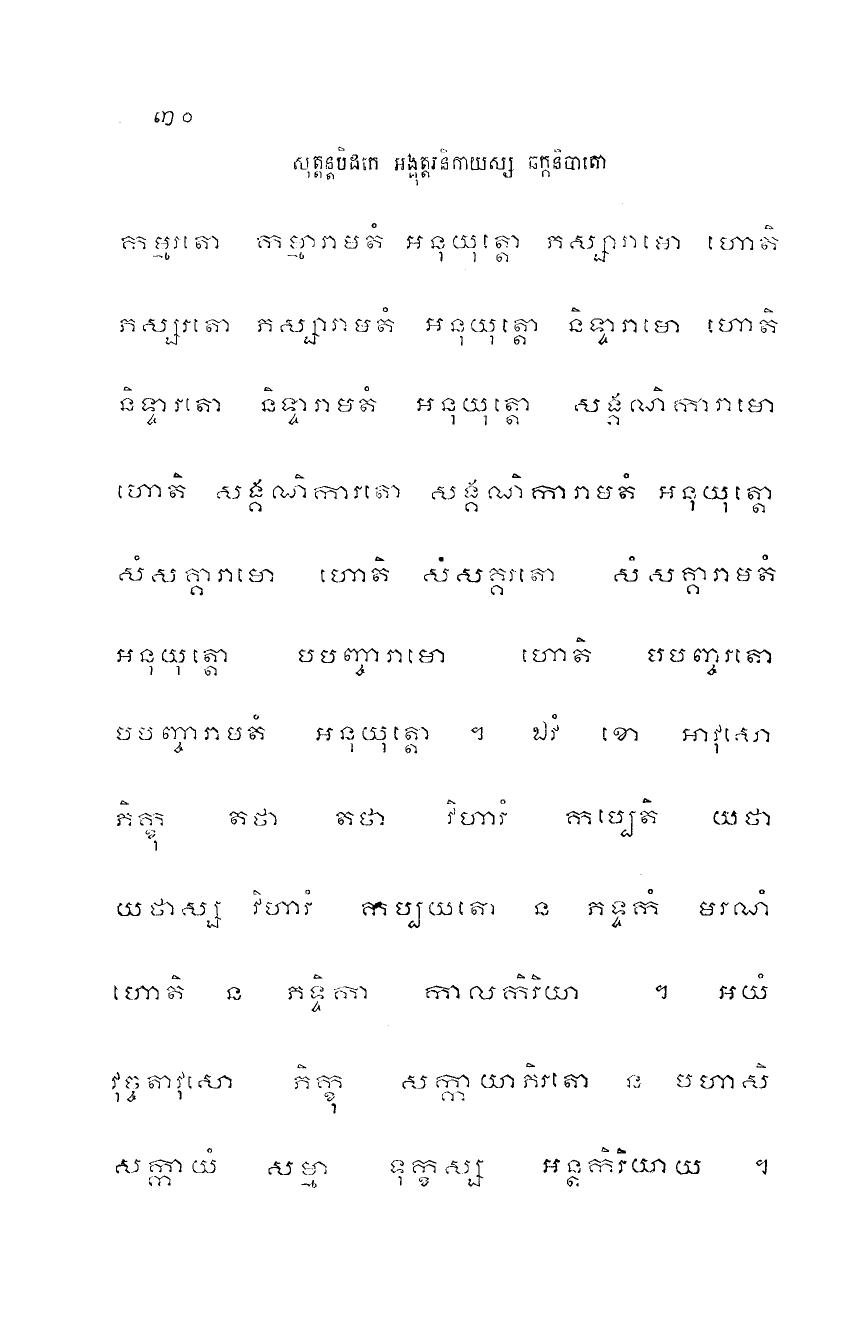 ៣០
សុត្តន្តបិដកេ អង្គុត្តរនិកាយស្ស ឆក្កនិបាតោ
កម្មរតោ កម្មារាមតំ អនុយុត្តោ ភស្សារាមោ ហោតិ
ភស្សរតោ ភស្សារាមតំ អនុយុត្តោ និទ្ទារាមោ ហោតិ
និទ្ទារតោ និទ្ទារាមតំ អនុយុត្តោ សង្គណិការាមោ
ហោតិ សង្គណិការតោ សង្គណិការាមតំ អនុយុត្តោ
សំសគ្គារាមោ ហោតិ សំសគ្គរតោ សំសគ្គារាមតំ
អនុយុត្តោ បបញ្ចារាមោ ហោតិ បបញ្ចរតោ
បបញ្ចារាមតំ អនុយុត្តោ ។ ឯវំ ខោ អាវុសោ
ភិក្ខុ តថា តថា វិហារំ កប្បេតិ យថា
យថាស្ស វិហារំ កប្បយតោ ន ភទ្ទកំ មរណំ
ហោតិ ន ភទ្ទិកា កាលកិរិយា ។ អយំ
វុច្ចតាវុសោ ភិក្ខុ សក្កាយាភិរតោ ន បហាសិ
សក្កាយំ សម្មា ទុក្ខស្ស អន្តកិរិយាយ ។